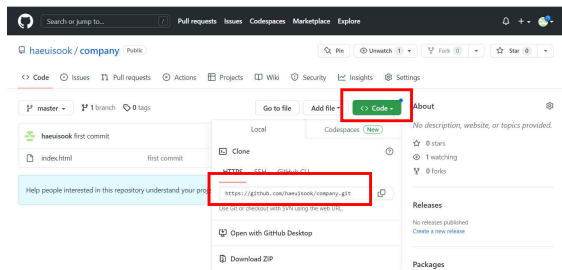 Search or jump to... / Pull requests Issues Codespaces Marketplace Explore
haeuisook / company Public Pin Unwatch 1 Fork 0 Star 0
Code Issues Pull requests Actions Projects Wiki Security Insights Settings
master 1 branch 0 tags Go to file Add file Code
About
No description, website, or topics provided.
0 stars
1 watching
0 forks
Releases
No releases published
Create a new release
Packages
haeuisook first commit
index.html first commit
Help people interested in this repository understand your
Local Codespaces New
Clone
HTTPS SSH GitHub CLI
https://github.com/haeuisook/company.git
Use Git or checkout with SVN using the web URL.
Open with GitHub Desktop
Download ZIP